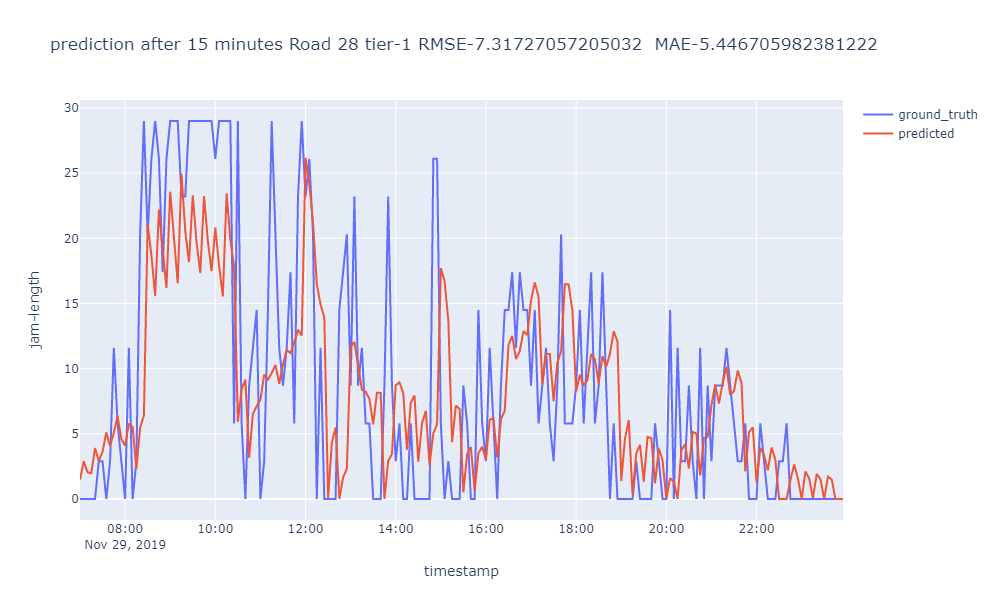 prediction after 15 minutes Road 28 tier-1 RMSE-7.31727057205032  MAE-5.446705982381222
ground_truth
predicted
30
25
20
15
10
5
0
jam-length
08:00 10:00 12:00 14:00 16:00 18:00 20:00 22:00
Nov 29, 2019
timestamp